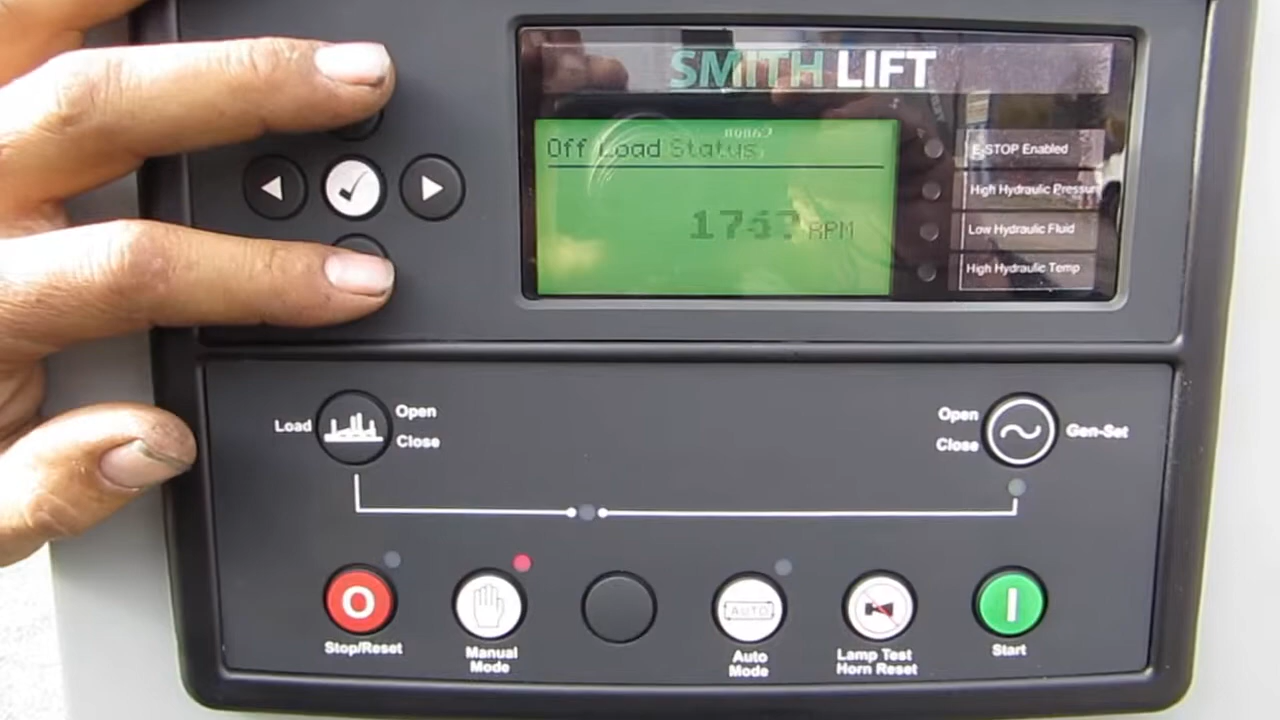 SMITH LIFT
Off Load Status
RPM
E-STOP Enabled
High Hydraulic Pressur
Low Hydraulic Fluid
High Hydraulic Temp
Load
Open
Close
Open
Close
Gen-Set
O
I
AUTO
Stop/Reset
Manual
Mode
Auto
Mode
Lamp Test
Horn Reset
Start